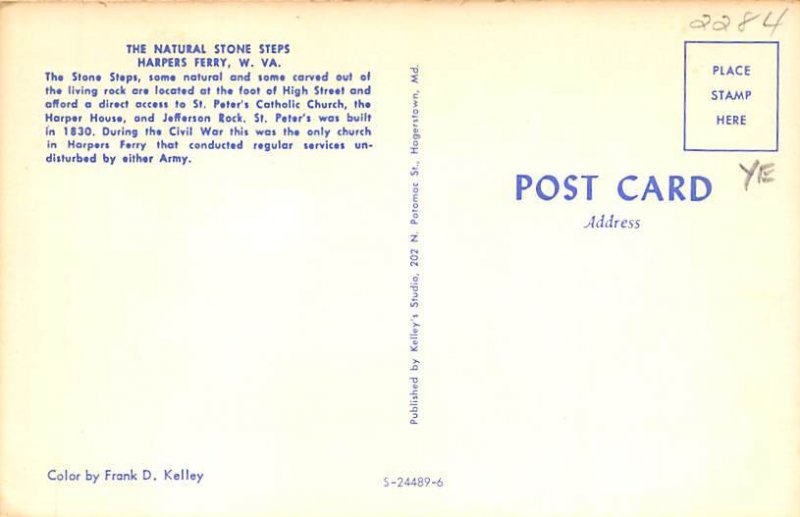 2284
THE NATURAL STONE STEPS
HARPERS FERRY, W. VA.
The Stone Steps, some natural and some carved out of
the living rock are located at the foot of High Street and
afford a direct access to St. Peter's Catholic Church, the
Harper House, and Jefferson Rock. St. Peter's was built
in 1830. During the Civil War this was the only church
in Harpers Ferry that conducted regular services un-
disturbed by either Army.
Color by Frank D. Kelley
Published by Kelley's Studio, 202 N. Potomac St., Hagerstown, Md.
S-24489-6
PLACE
STAMP
HERE
YE
POST CARD
Address